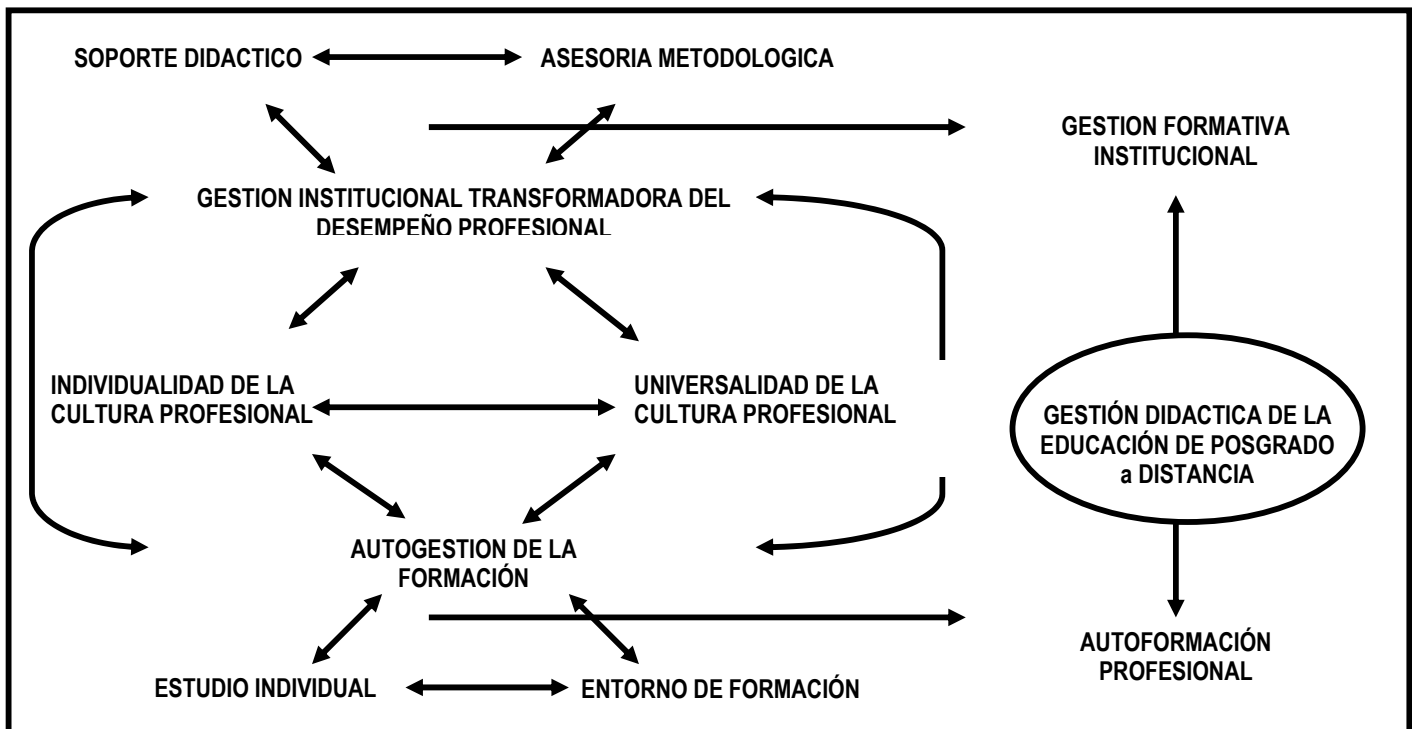 SOPORTE DIDACTICO
ASESORIA METODOLOGICA
GESTION FORMATIVA
INSTITUCIONAL
GESTION INSTITUCIONAL TRANSFORMADORA DEL
DESEMPEÑO PROFESIONAL
INDIVIDUALIDAD DE LA
CULTURA PROFESIONAL
UNIVERSALIDAD DE LA
CULTURA PROFESIONAL
GESTIÓN DIDACTICA DE LA
EDUCACIÓN DE POSGRADO
a DISTANCIA
AUTOGESTION DE LA
FORMACIÓN
AUTOFORMACIÓN
PROFESIONAL
ESTUDIO INDIVIDUAL
ENTORNO DE FORMACIÓN